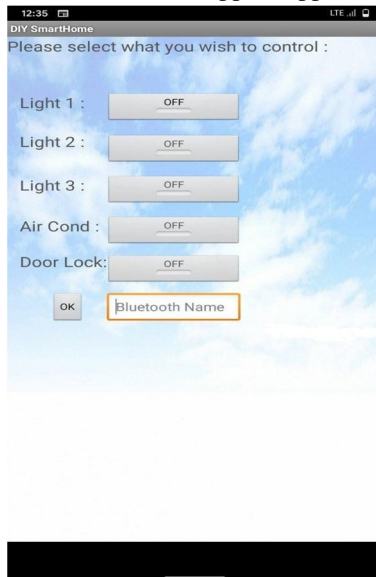 12:35 LTE
DIY SmartHome
Please select what you wish to control :
Light 1 : OFF
Light 2 : OFF
Light 3 : OFF
Air Cond : OFF
Door Lock: OFF
OK Bluetooth Name